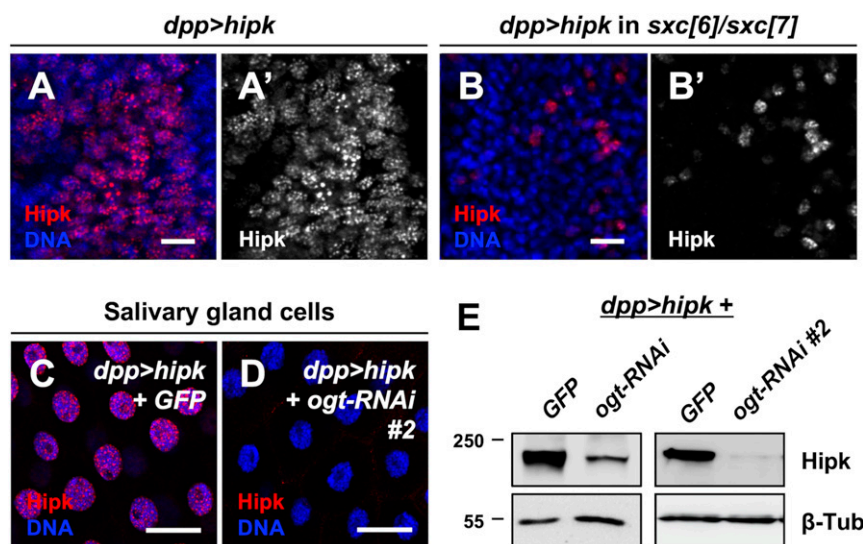 dpp>hipk
dpp>hipk in sxc[6]/sxc[7]
A
A'
B
B'
Hipk
DNA
Hipk
Hipk
DNA
Hipk
Salivary gland cells
C
dpp>hipk
+ GFP
D
dpp>hipk
+ ogt-RNAi
#2
Hipk
DNA
Hipk
DNA
E
dpp>hipk +
GFP
ogt-RNAi
GFP
ogt-RNAi #2
250
Hipk
55
β-Tub